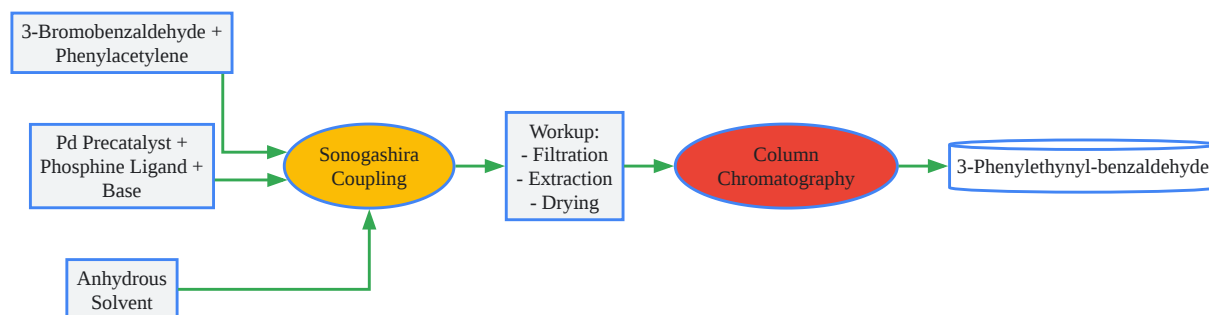 3-Bromobenzaldehyde +
Phenylacetylene
Pd Precatalyst +
Phosphine Ligand +
Base
Anhydrous
Solvent
Sonogashira
Coupling
Workup:
- Filtration
- Extraction
- Drying
Column
Chromatography
3-Phenylethynyl-benzaldehyde